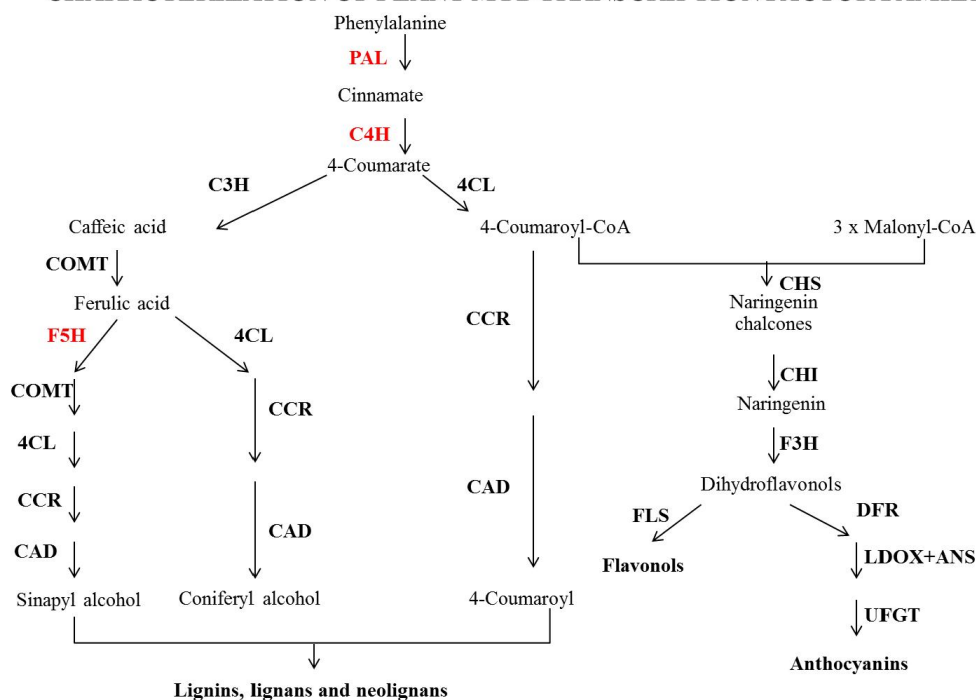 Phenylalanine
PAL
Cinnamate
C4H
4-Coumarate
C3H
4CL
Caffeic acid
4-Coumaroyl-CoA
3 x Malonyl-CoA
COMT
CHS
Ferulic acid
Naringenin
chalcones
F5H
4CL
CCR
COMT
CHI
CCR
Naringenin
4CL
F3H
CCR
CAD
Dihydroflavonols
FLS
DFR
CAD
CAD
Flavonols
LDOX+ANS
Sinapyl alcohol
Coniferyl alcohol
4-Coumaroyl
UFGT
Anthocyanins
Lignins, lignans and neolignans